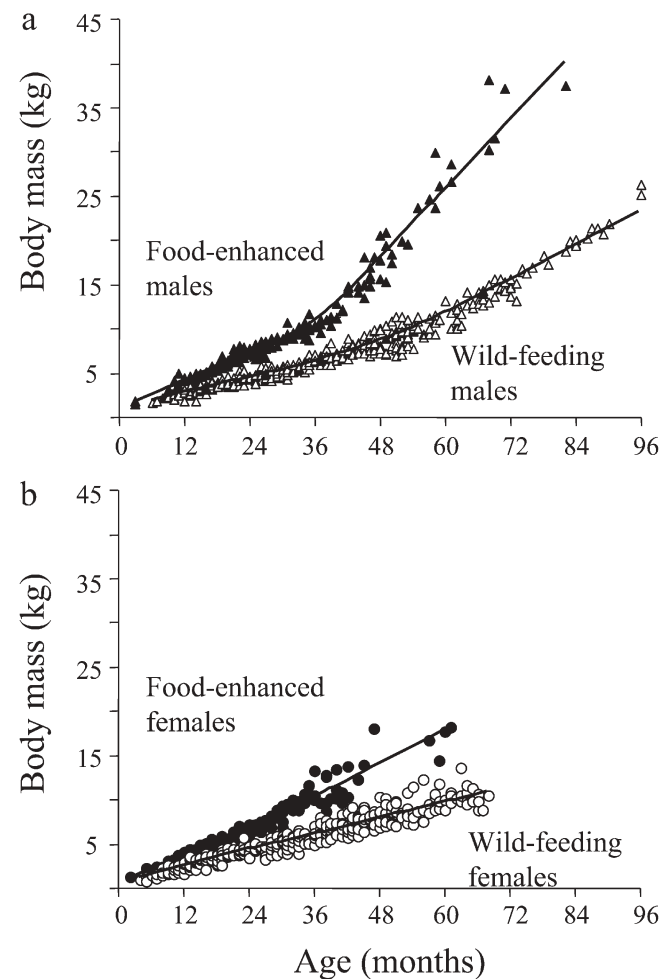 a
45
35
25
15
5
Body mass (kg)
Food-enhanced
males
Wild-feeding
males
0 12 24 36 48 60 72 84 96
b
45
35
25
15
5
Body mass (kg)
Food-enhanced
females
Wild-feeding
females
0 12 24 36 48 60 72 84 96
Age (months)